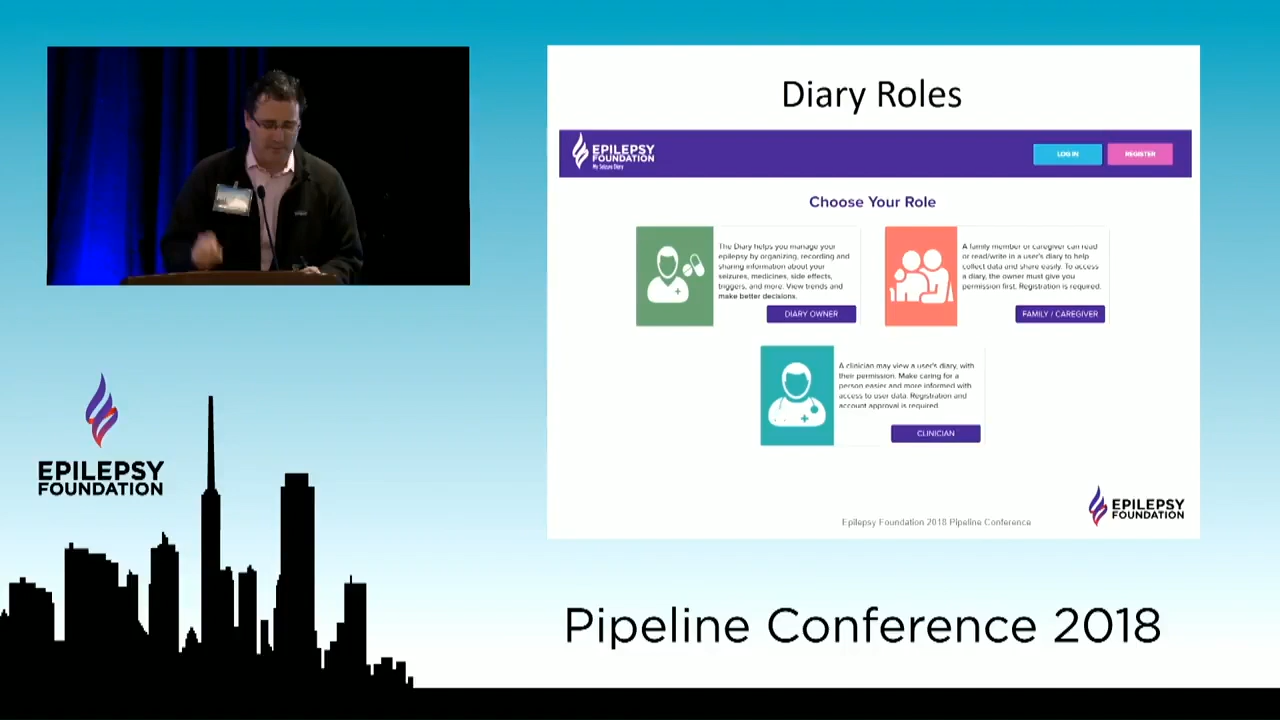 Diary Roles
EPILEPSY
FOUNDATION
My Seizure Diary
LOG IN
REGISTER
Choose Your Role
The Diary helps you manage your
epilepsy by organizing, recording and
sharing information about your
seizures, medicines, side effects,
triggers, and more. View trends and
make better decisions.
DIARY OWNER
A family member or caregiver can read
or read/write in a user's diary to help
collect data and share easily. To access
a diary, the owner must give you
permission first. Registration is required.
FAMILY / CAREGIVER
A clinician may view a user's diary, with
their permission. Make caring for a
person easier and more informed with
access to user data. Registration and
account approval is required.
CLINICIAN
Epilepsy Foundation 2018 Pipeline Conference
EPILEPSY
FOUNDATION
EPILEPSY
FOUNDATION
Pipeline Conference 2018